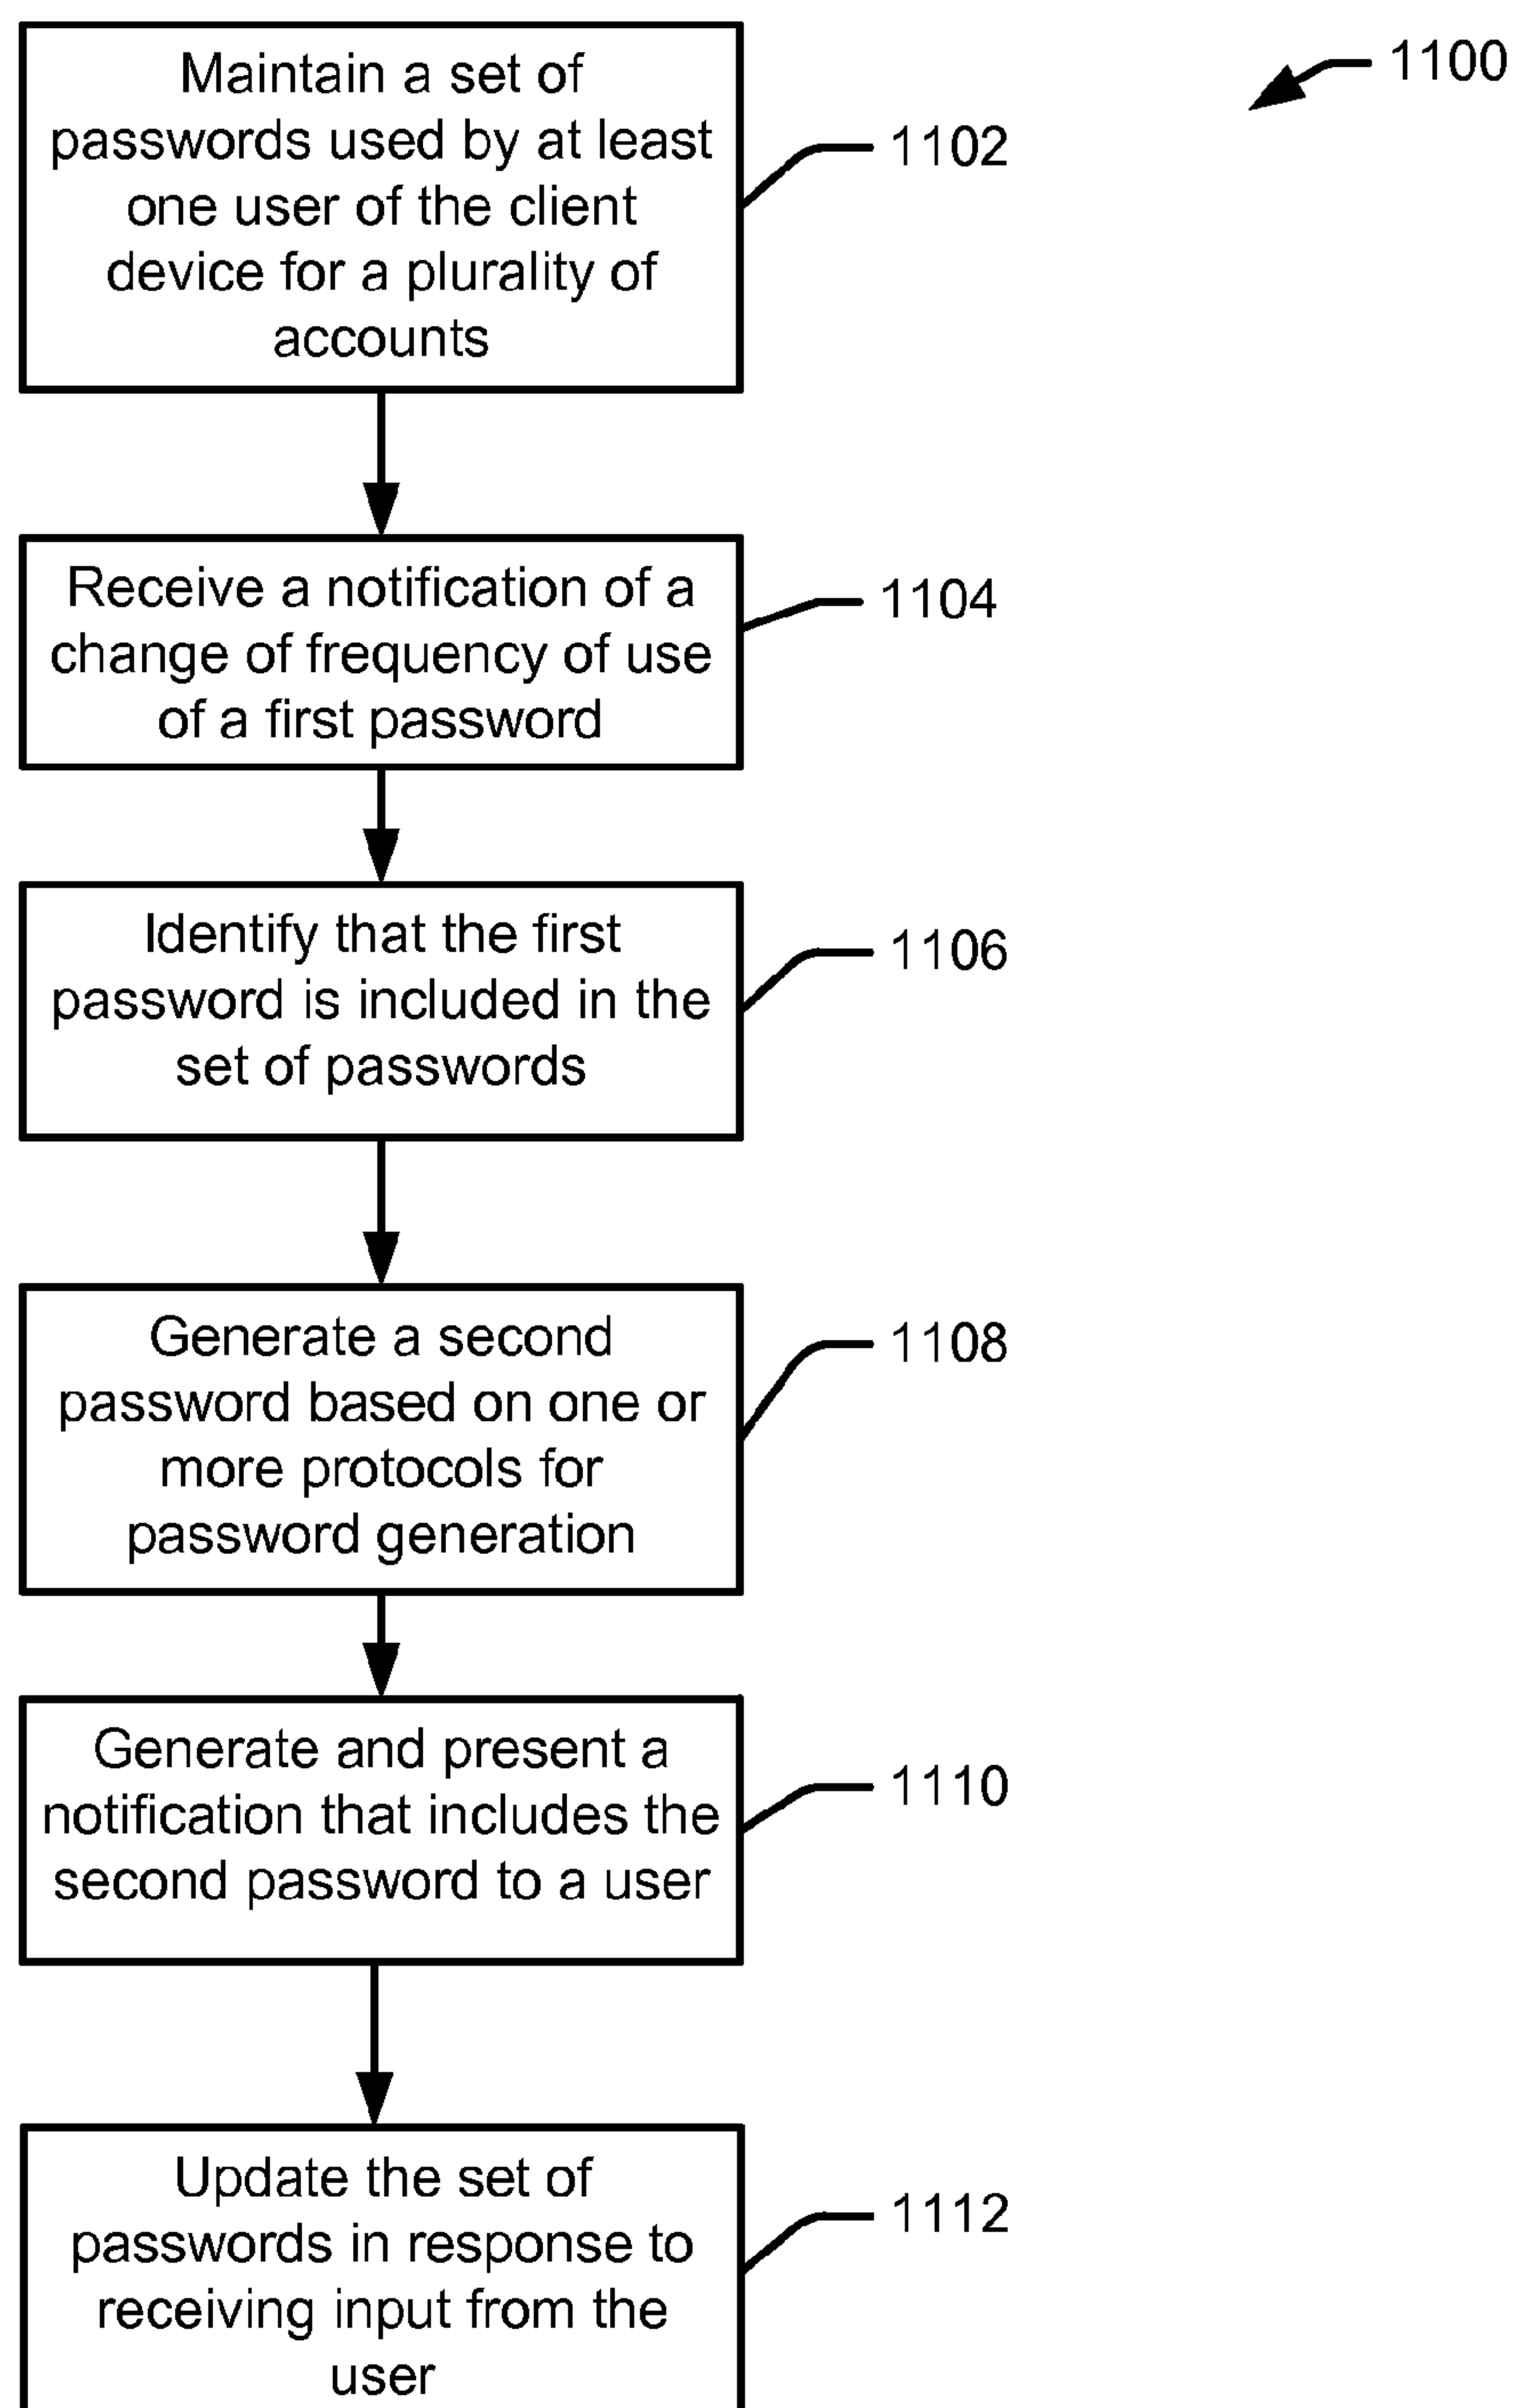 1100
Maintain a set of
passwords used by at least
one user of the client
device for a plurality of
accounts
1102
Receive a notification of a
change of frequency of use
of a first password
1104
Identify that the first
password is included in the
set of passwords
1106
Generate a second
password based on one or
more protocols for
password generation
1108
Generate and present a
notification that includes the
second password to a user
1110
Update the set of
passwords in response to
receiving input from the
user
1112